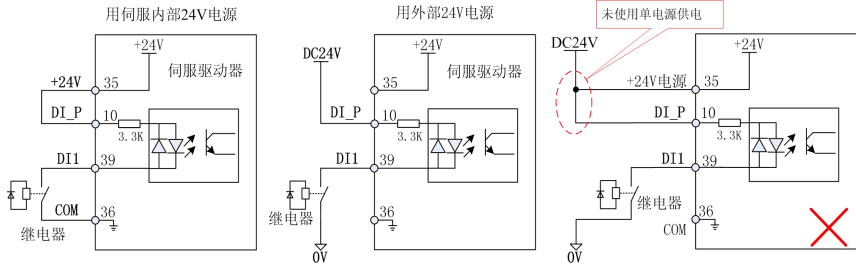 用伺服内部24V电源
+24V
伺服驱动器
+24V
35
DI_P
10
3.3K
DI1
39
COM
36
继电器
用外部24V电源
DC24V
+24V
伺服驱动器
35
DI_P
10
3.3K
DI1
39
继电器
36
0V
未使用单电源供电
DC24V
+24V
+24V电源
35
DI_P
10
3.3K
DI1
39
继电器
36
COM
0V